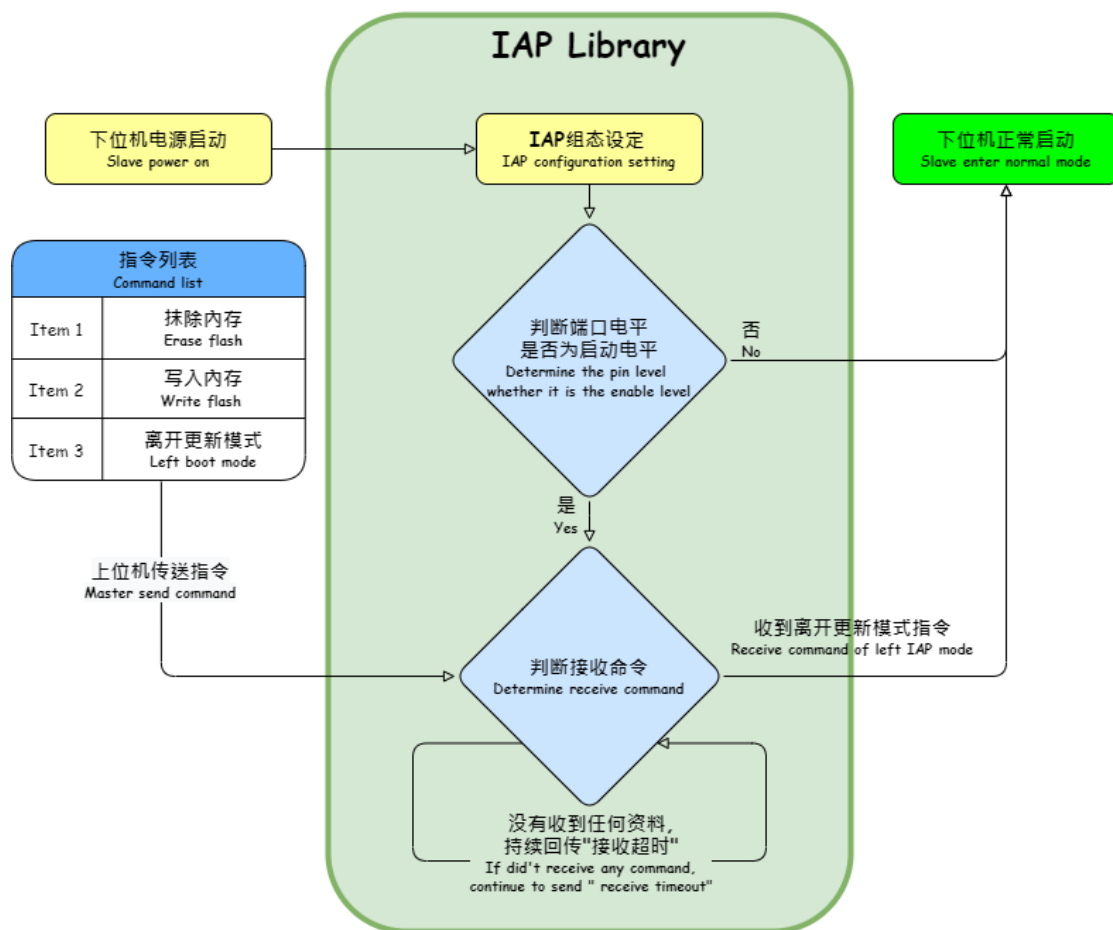 IAP Library
下位机电源启动
Slave power on
IAP组态设定
IAP configuration setting
下位机正常启动
Slave enter normal mode
指令列表
Command list
Item 1
抹除內存
Erase flash
Item 2
写入內存
Write flash
Item 3
离开更新模式
Left boot mode
判断端口电平
是否为启动电平
Determine the pin level
whether it is the enable level
否
No
是
Yes
上位机传送指令
Master send command
判断接收命令
Determine receive command
收到离开更新模式指令
Receive command of left IAP mode
没有收到任何资料,
持续回传"接收超时"
If did't receive any command,
continue to send " receive timeout"